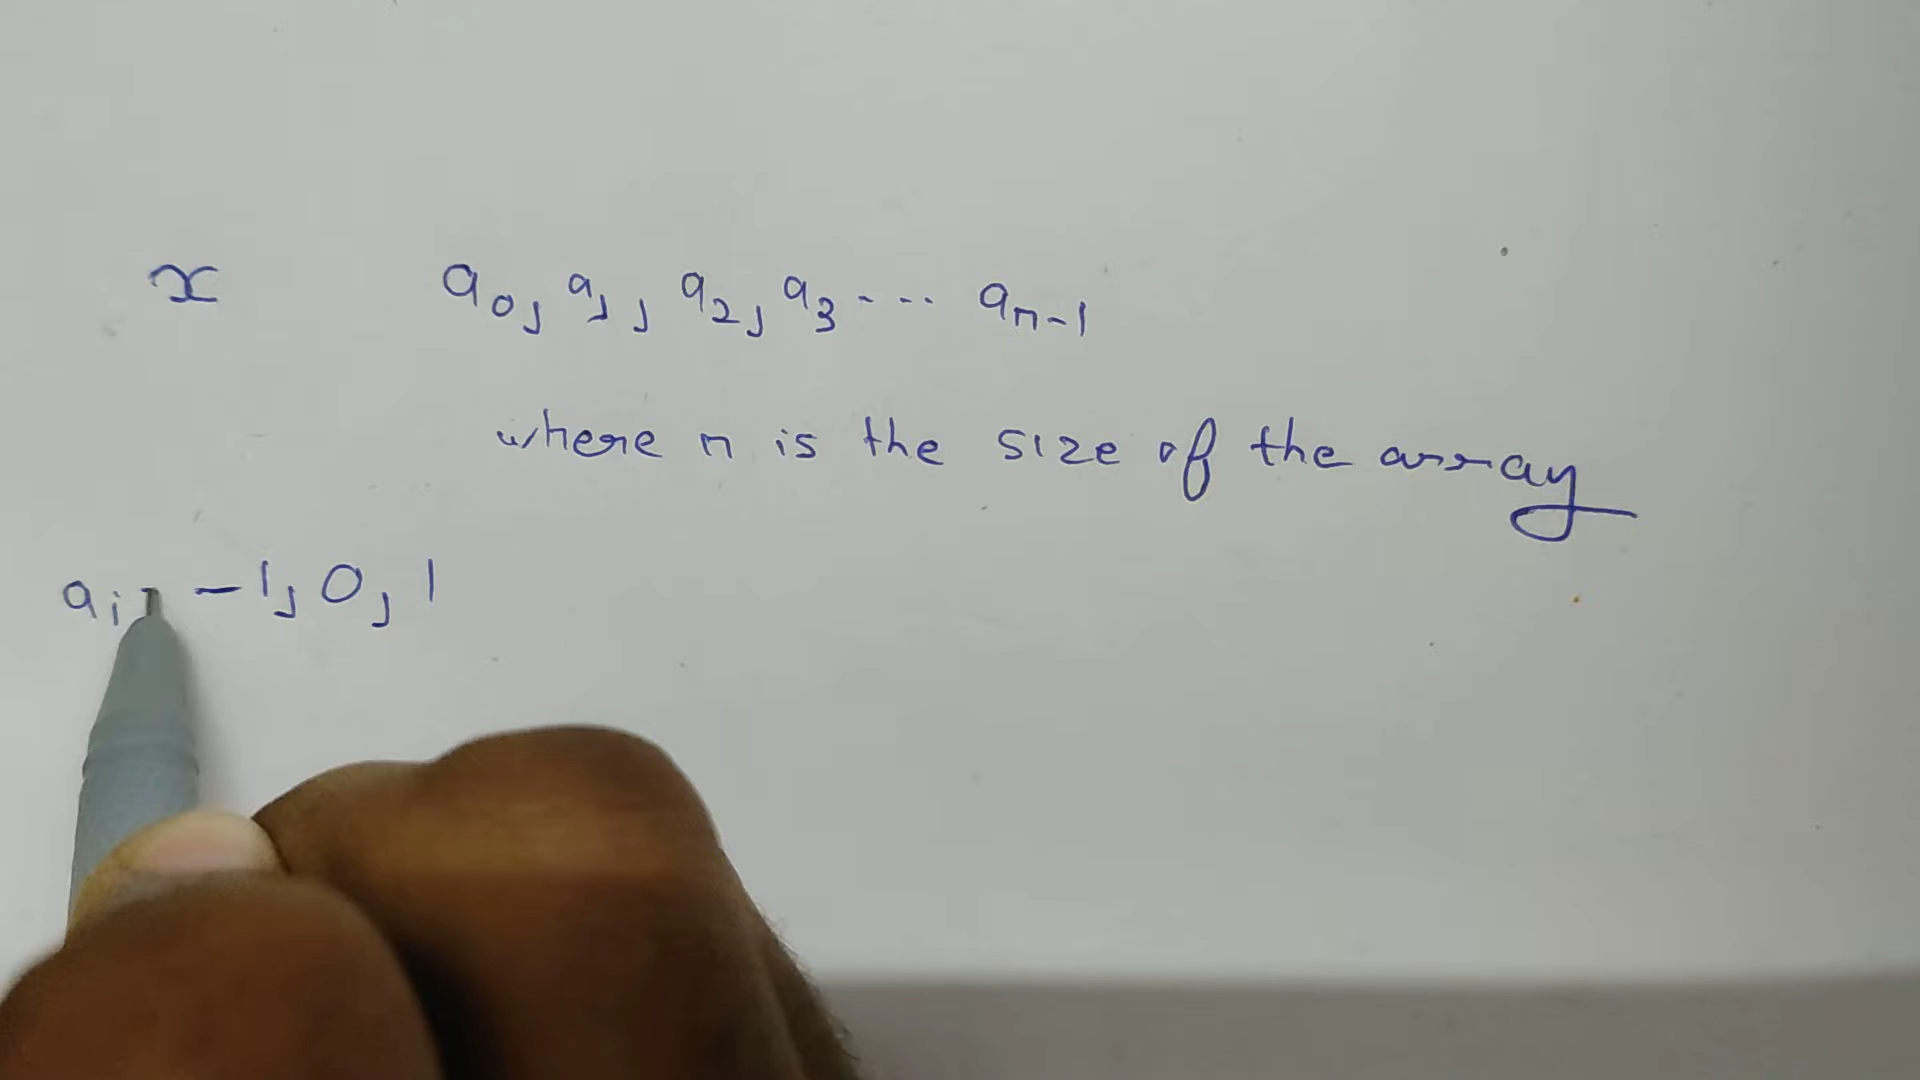 x a₀, a₁, a₂, a₃ --- aₙ₋₁
where n is the size of the array
aᵢ = -1, 0, 1